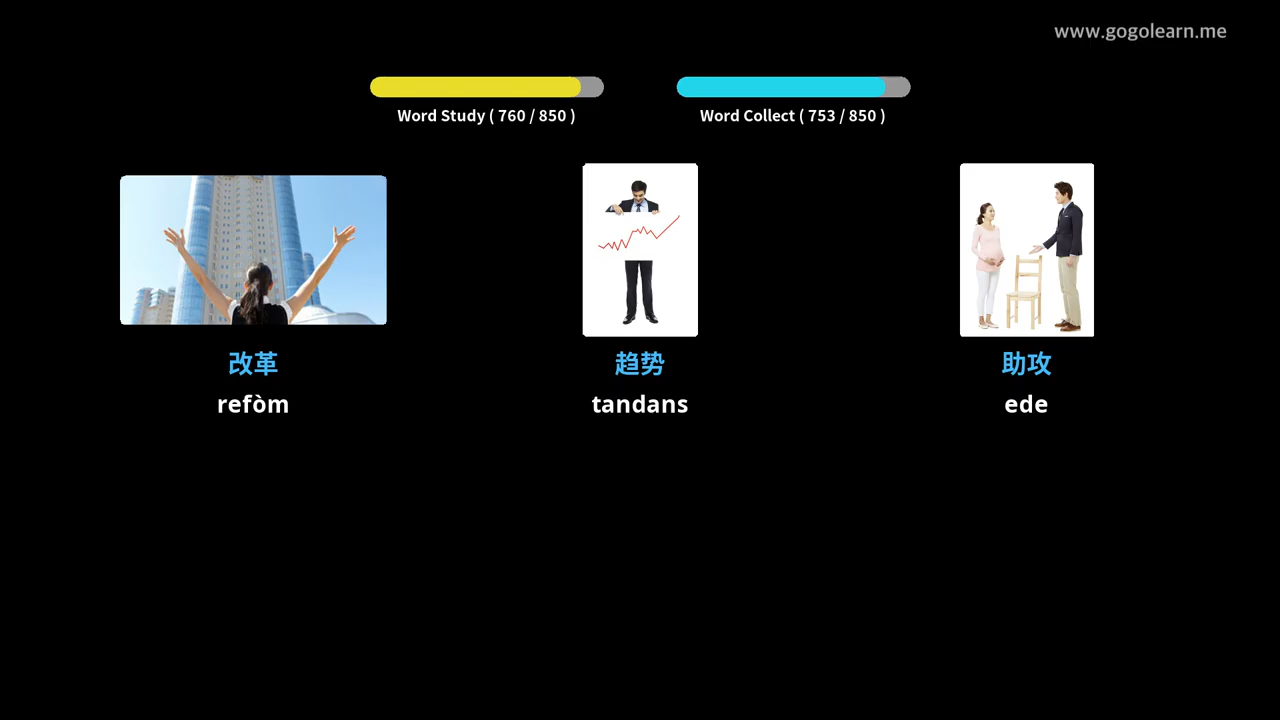 www.gogolearn.me
Word Study ( 760 / 850 )
Word Collect ( 753 / 850 )
改革
趋势
助攻
refòm
tandans
ede